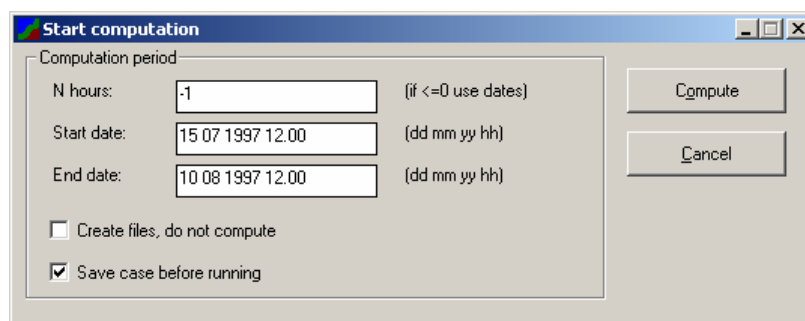 Start computation
Computation period
N hours: -1 (if <=0 use dates)
Start date: 15 07 1997 12.00 (dd mm yy hh)
End date: 10 08 1997 12.00 (dd mm yy hh)
Create files, do not compute
Save case before running
Compute
Cancel